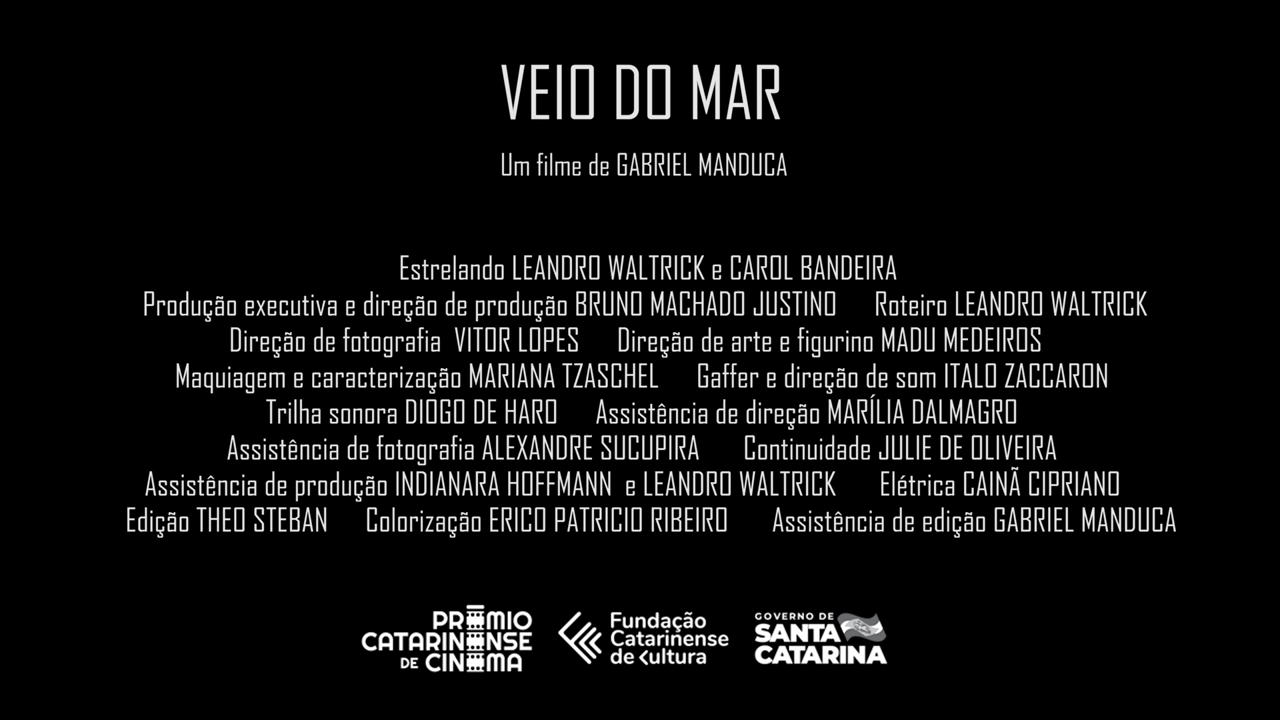 VEIO DO MAR
Um filme de GABRIEL MANDUCA
Estrelando LEANDRO WALTRICK e CAROL BANDEIRA
Produção executiva e direção de produção BRUNO MACHADO JUSTINO Roteiro LEANDRO WALTRICK
Direção de fotografia VITOR LOPES Direção de arte e figurino MADU MEDEIROS
Maquiagem e caracterização MARIANA TZASCHEL Gaffer e direção de som ITALO ZACCARON
Trilha sonora DIOGO DE HARO Assistência de direção MARÍLIA DALMAGRO
Assistência de fotografia ALEXANDRE SUCUPIRA Continuidade JULIE DE OLIVEIRA
Assistência de produção INDIANARA HOFFMANN e LEANDRO WALTRICK Elétrica CAINÃ CIPRIANO
Edição THEO STEBAN Colorização ERICO PATRICIO RIBEIRO Assistência de edição GABRIEL MANDUCA
PRÊMIO
CATARINENSE
DE CINEMA
Fundação
Catarinense
de Cultura
GOVERNO DE
SANTA
CATARINA